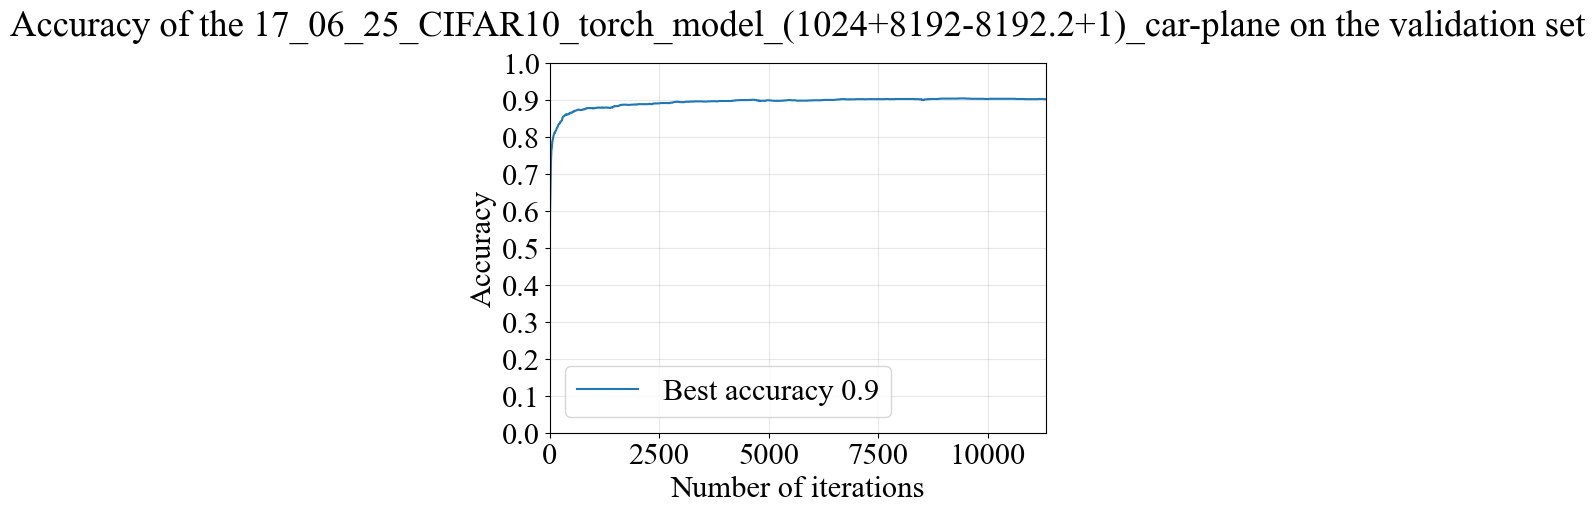 Accuracy of the 17_06_25_CIFAR10_torch_model_(1024+8192-8192.2+1)_car-plane on the validation set
1.0
0.9
0.8
0.7
0.6
0.5
0.4
0.3
0.2
0.1
0.0
Accuracy
Best accuracy 0.9
0 2500 5000 7500 10000
Number of iterations